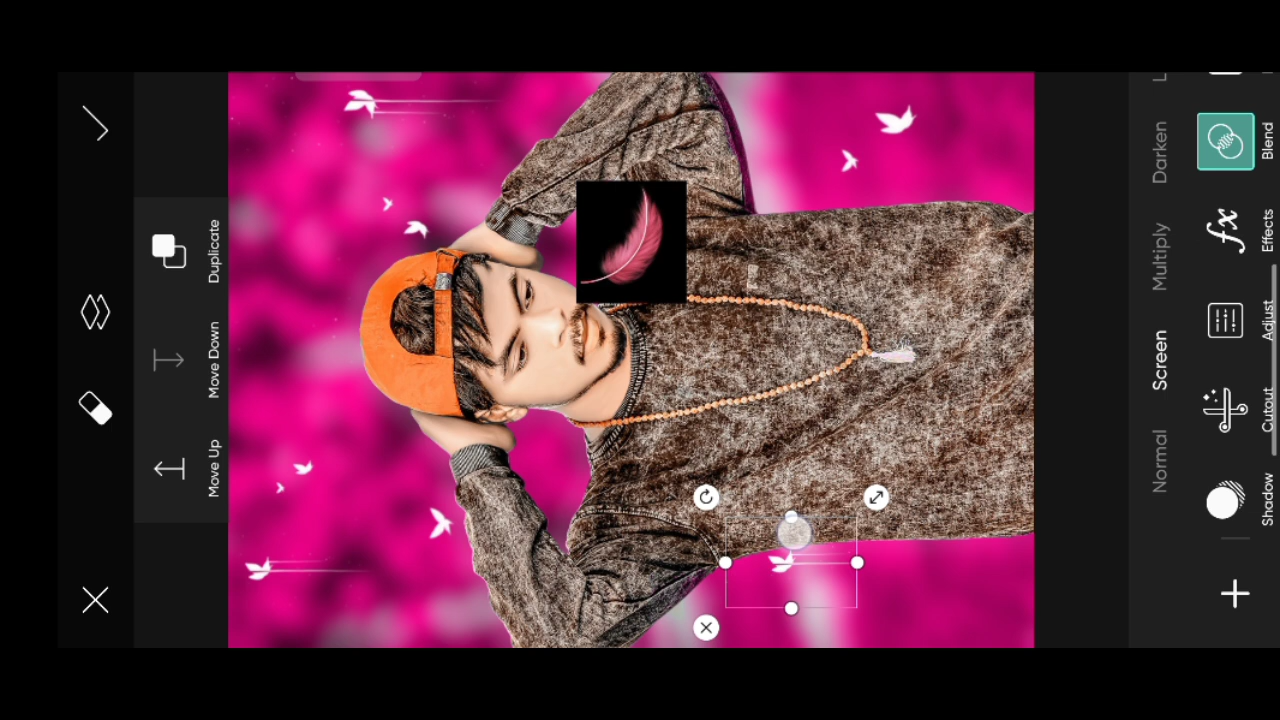 Duplicate
Move Down
Move Up
Normal
Screen
Multiply
Darken
Blend
Effects
Adjust
Cutout
Shadow